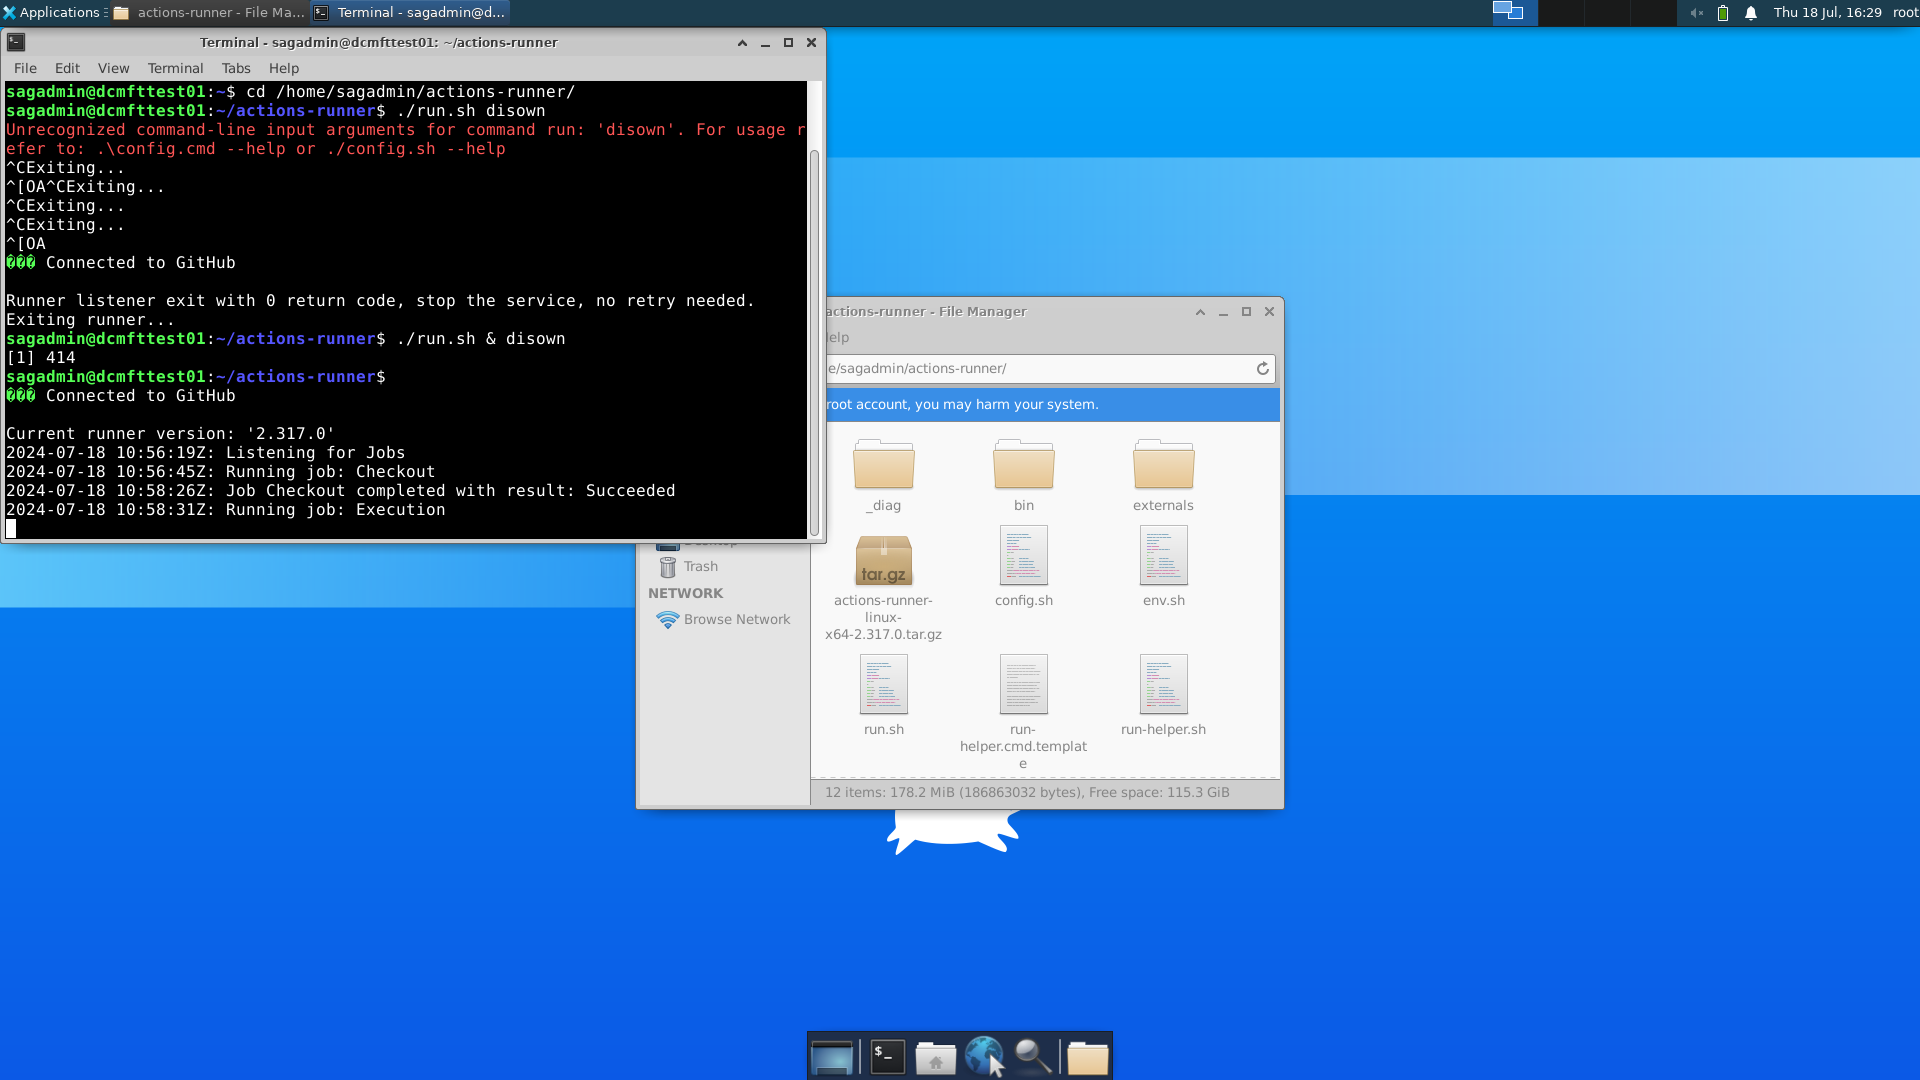 Applications
actions-runner - File Ma...
Terminal - sagadmin@d...
Thu 18 Jul, 16:29
root
Terminal - sagadmin@dcmfttest01: ~/actions-runner
File Edit View Terminal Tabs Help
sagadmin@dcmfttest01:~$ cd /home/sagadmin/actions-runner/
sagadmin@dcmfttest01:~/actions-runner$ ./run.sh disown
Unrecognized command-line input arguments for command run: 'disown'. For usage r
efer to: .\config.cmd --help or ./config.sh --help
^CExiting...
^[OA^CExiting...
^CExiting...
^CExiting...
^[OA
��� Connected to GitHub
Runner listener exit with 0 return code, stop the service, no retry needed.
Exiting runner...
sagadmin@dcmfttest01:~/actions-runner$ ./run.sh & disown
[1] 414
sagadmin@dcmfttest01:~/actions-runner$
��� Connected to GitHub
Current runner version: '2.317.0'
2024-07-18 10:56:19Z: Listening for Jobs
2024-07-18 10:56:45Z: Running job: Checkout
2024-07-18 10:58:26Z: Job Checkout completed with result: Succeeded
2024-07-18 10:58:31Z: Running job: Execution
actions-runner - File Manager
elp
e/sagadmin/actions-runner/
root account, you may harm your system.
Trash
NETWORK
Browse Network
_diag
bin
externals
tar.gz
actions-runner-
linux-
x64-2.317.0.tar.gz
config.sh
env.sh
run.sh
run-
helper.cmd.templat
e
run-helper.sh
12 items: 178.2 MiB (186863032 bytes), Free space: 115.3 GiB
$_